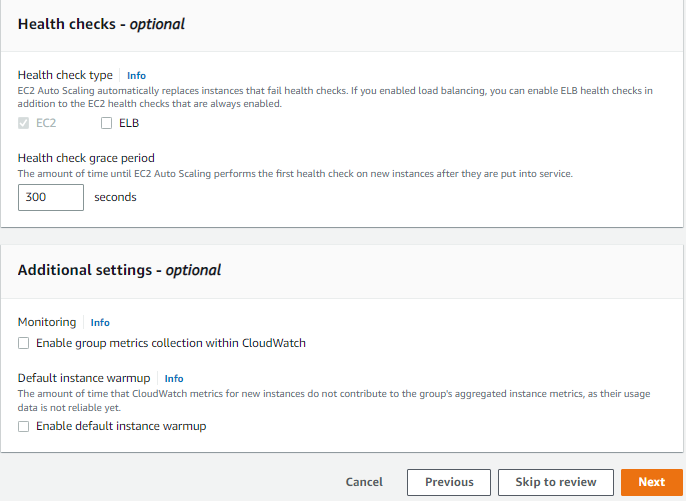 Health checks - optional
Health check type Info
EC2 Auto Scaling automatically replaces instances that fail health checks. If you enabled load balancing, you can enable ELB health checks in
addition to the EC2 health checks that are always enabled.
EC2 ELB
Health check grace period
The amount of time until EC2 Auto Scaling performs the first health check on new instances after they are put into service.
300 seconds
Additional settings - optional
Monitoring Info
Enable group metrics collection within CloudWatch
Default instance warmup Info
The amount of time that CloudWatch metrics for new instances do not contribute to the group's aggregated instance metrics, as their usage
data is not reliable yet.
Enable default instance warmup
Cancel Previous Skip to review Next